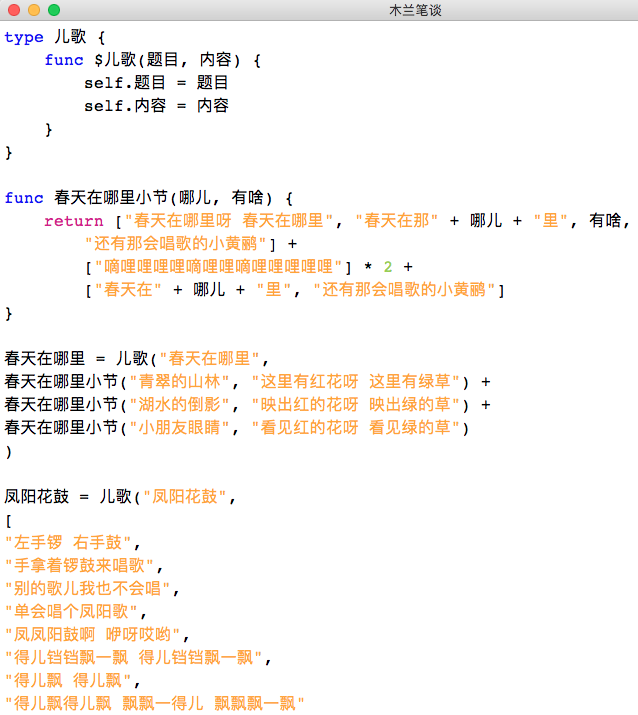 木兰笔谈
type 儿歌 {
    func $儿歌(题目, 内容) {
        self.题目 = 题目
        self.内容 = 内容
    }
}
func 春天在哪里小节(哪儿, 有啥) {
    return ["春天在哪里呀 春天在哪里", "春天在那" + 哪儿 + "里", 有啥,
        "还有那会唱歌的小黄鹂"] +
        ["嘀哩哩哩哩嘀哩哩嘀哩哩哩哩哩"] * 2 +
        ["春天在" + 哪儿 + "里", "还有那会唱歌的小黄鹂"]
}
春天在哪里 = 儿歌("春天在哪里",
春天在哪里小节("青翠的山林", "这里有红花呀 这里有绿草") +
春天在哪里小节("湖水的倒影", "映出红的花呀 映出绿的草") +
春天在哪里小节("小朋友眼睛", "看见红的花呀 看见绿的草")
)
凤阳花鼓 = 儿歌("凤阳花鼓",
[
"左手锣 右手鼓",
"手拿着锣鼓来唱歌",
"别的歌儿我也不会唱",
"单会唱个凤阳歌",
"凤凤阳鼓啊 咿呀哎哟",
"得儿铛铛飘一飘 得儿铛铛飘一飘",
"得儿飘 得儿飘",
"得儿飘得儿飘 飘飘一得儿 飘飘飘一飘"